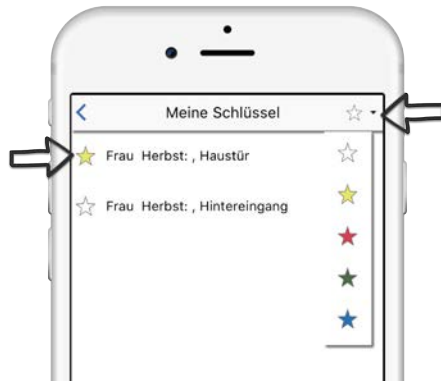 Meine Schlüssel
Frau Herbst: , Haustür
Frau Herbst: , Hintereingang